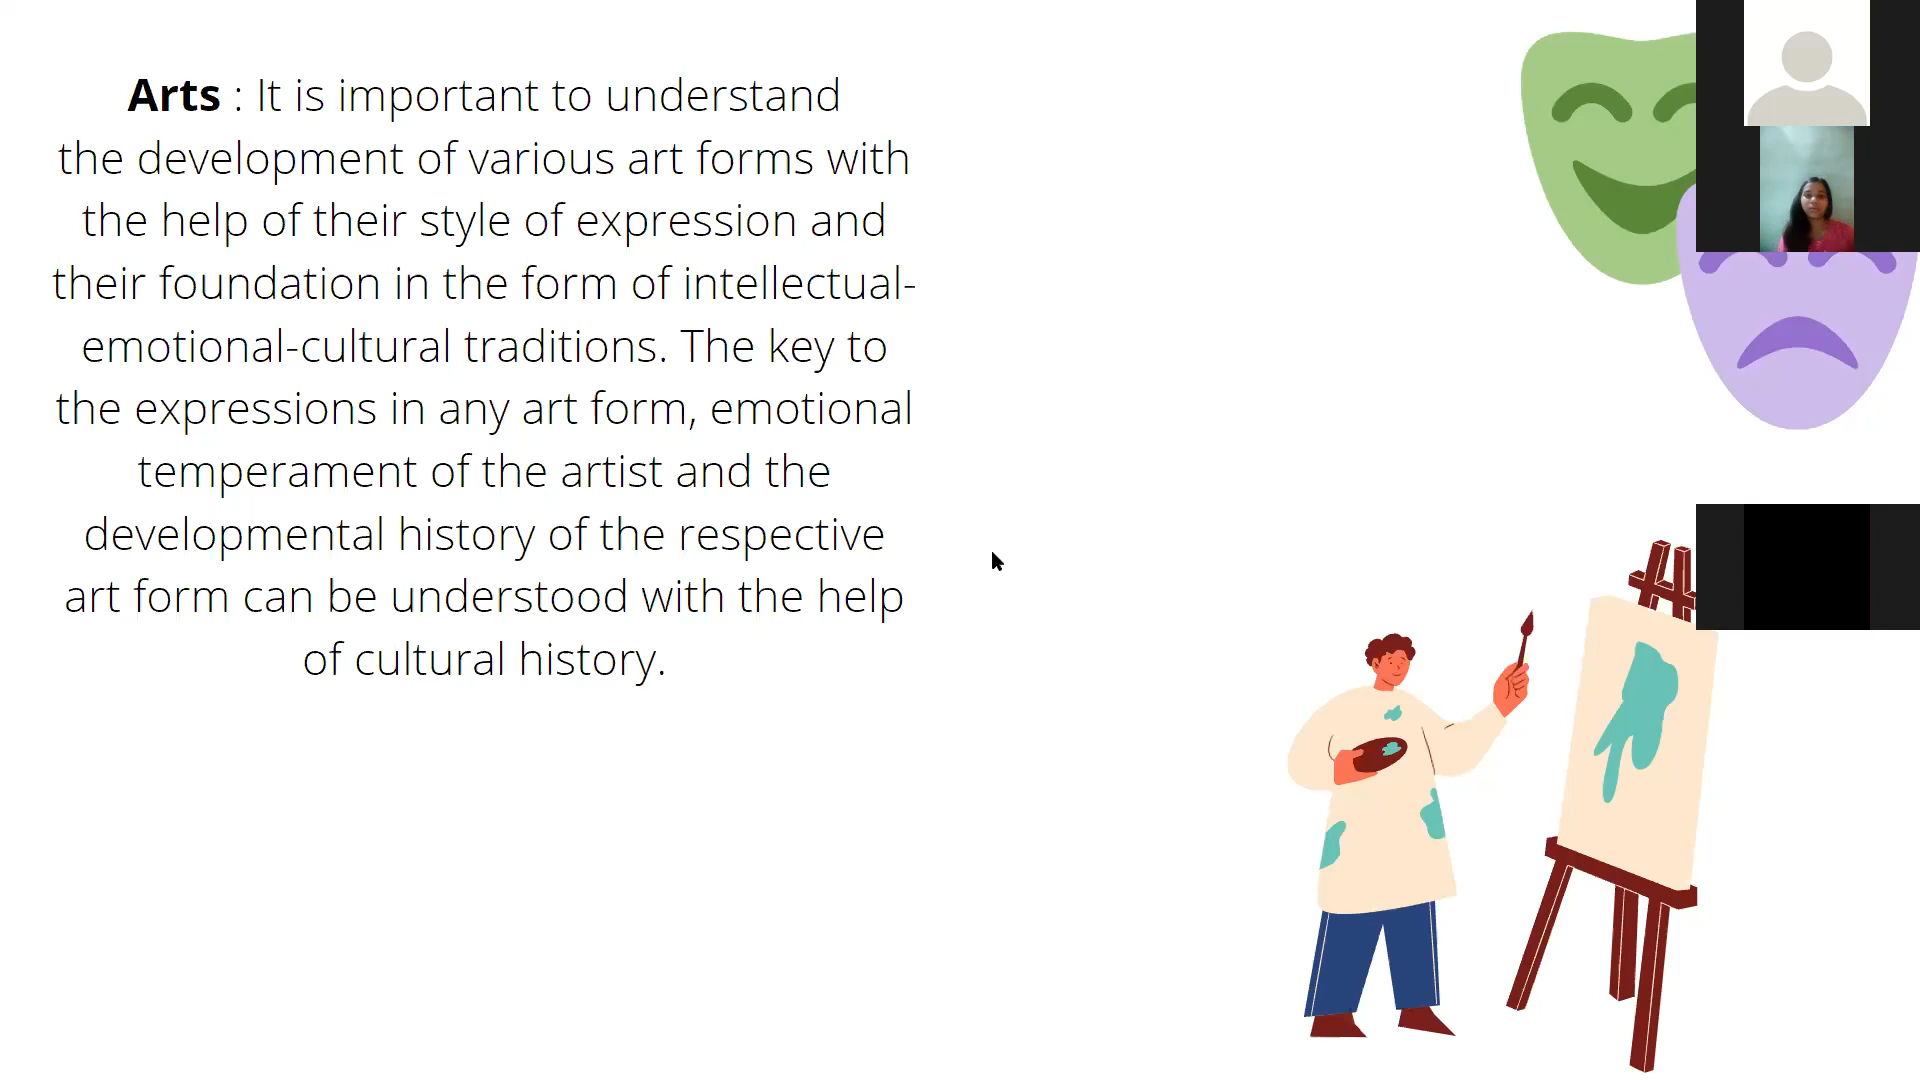 Arts : It is important to understand
the development of various art forms with
the help of their style of expression and
their foundation in the form of intellectual-
emotional-cultural traditions. The key to
the expressions in any art form, emotional
temperament of the artist and the
developmental history of the respective
art form can be understood with the help
of cultural history.